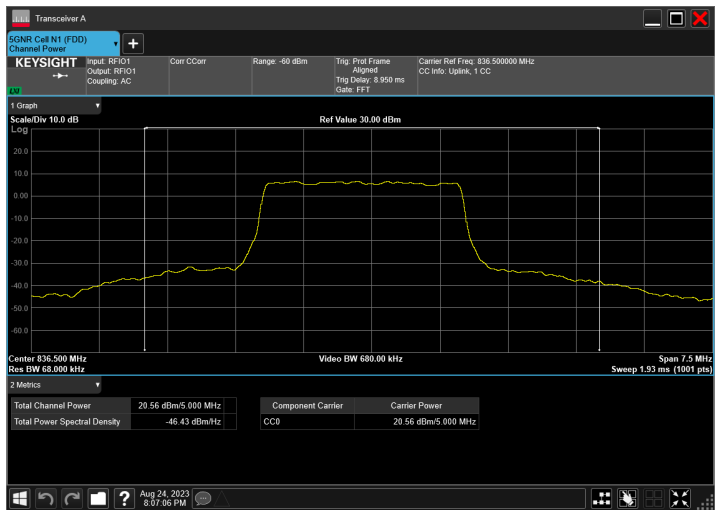 Transceiver A
5GNR Cell N1 (FDD)
Channel Power
KEYSIGHT
Input: RFIO1
Output: RFIO1
Coupling: AC
Corr CCorr
Range: -60 dBm
Trig: Prot Frame
Aligned
Trig Delay: 8.950 ms
Gate: FFT
Carrier Ref Freq: 836.500000 MHz
CC Info: Uplink, 1 CC
LXI
1 Graph
Scale/Div 10.0 dB
Ref Value 30.00 dBm
Log
20.0
10.0
0.00
-10.0
-20.0
-30.0
-40.0
-50.0
-60.0
Center 836.500 MHz
Video BW 680.00 kHz
Span 7.5 MHz
Res BW 68.000 kHz
Sweep 1.93 ms (1001 pts)
2 Metrics
Total Channel Power 20.56 dBm/5.000 MHz
Total Power Spectral Density -46.43 dBm/Hz
Component Carrier Carrier Power
CC0 20.56 dBm/5.000 MHz
?
Aug 24, 2023
8:07:06 PM